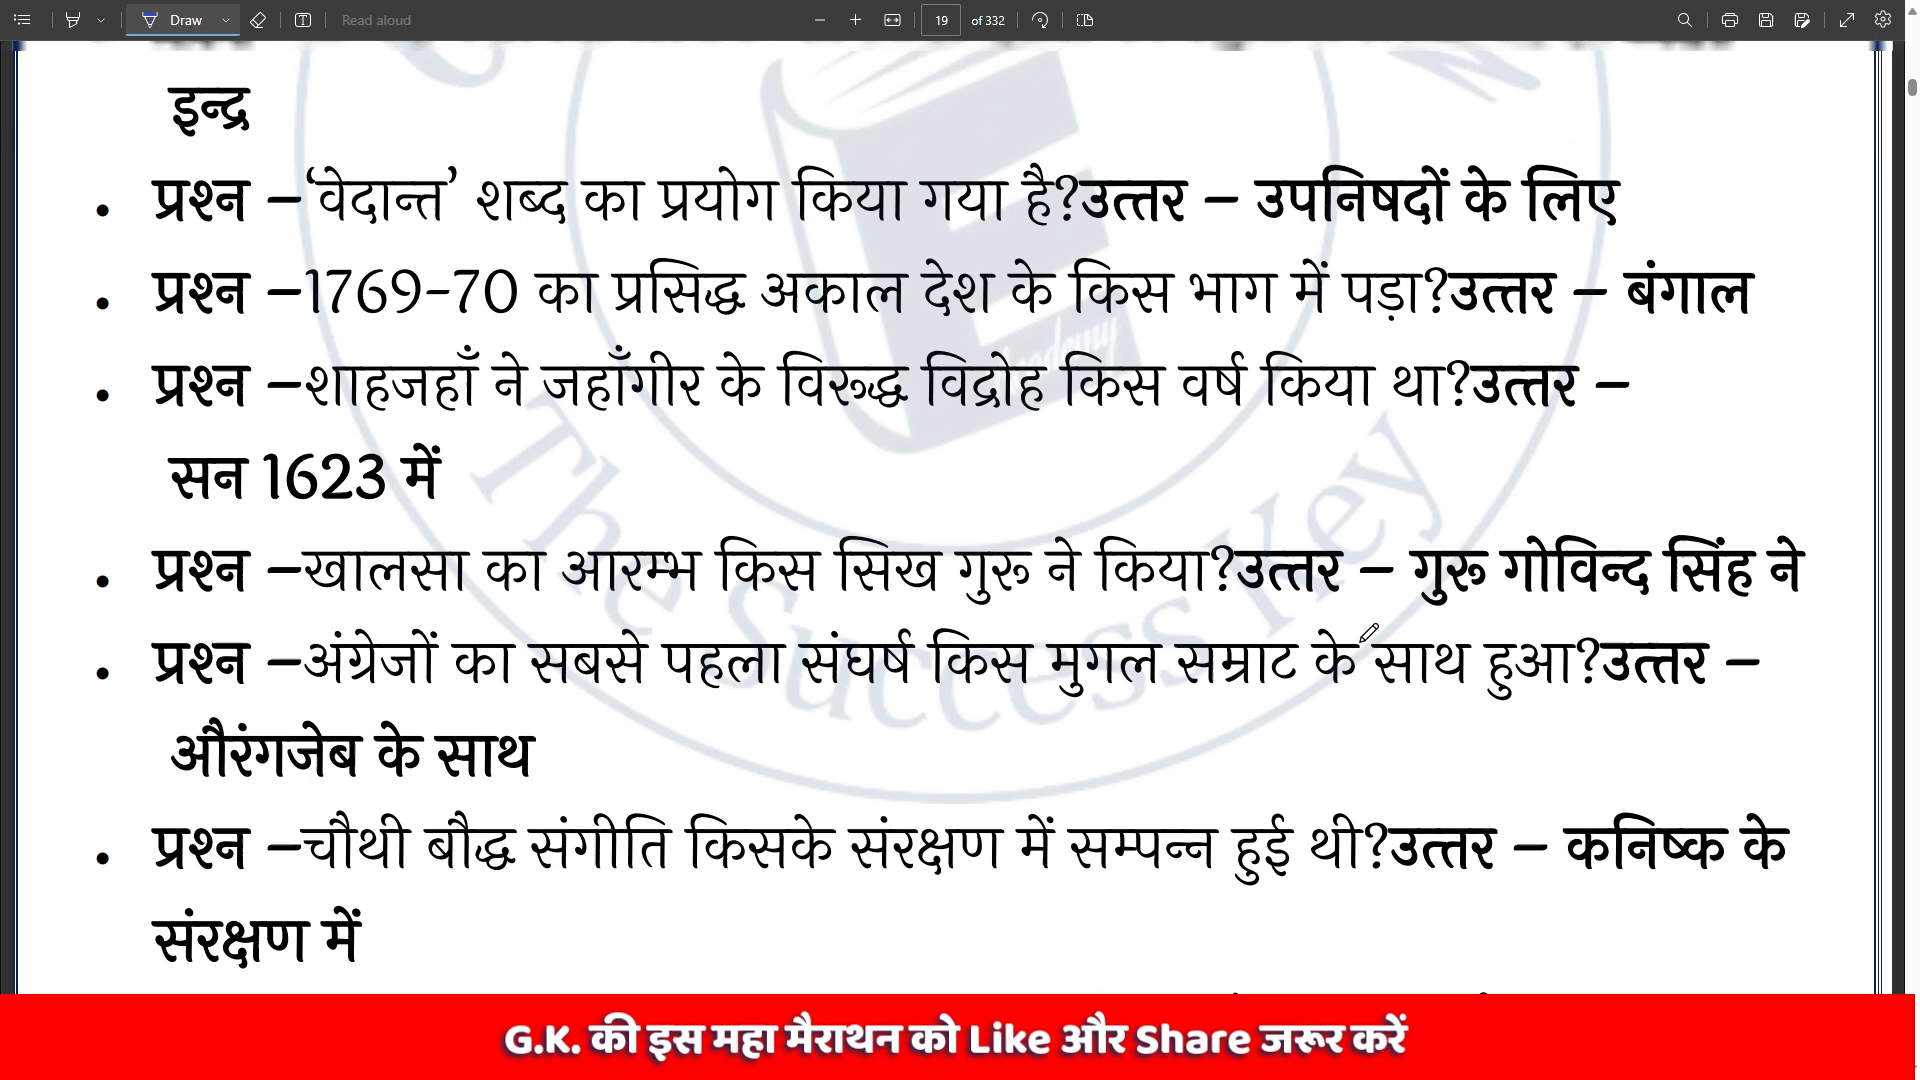 Draw
Read aloud
19 of 332
इन्द्र
• प्रश्न –‘वेदान्त’ शब्द का प्रयोग किया गया है?उत्तर – उपनिषदों के लिए
• प्रश्न –1769-70 का प्रसिद्ध अकाल देश के किस भाग में पड़ा?उत्तर – बंगाल
• प्रश्न –शाहजहाँ ने जहाँगीर के विरूद्ध विद्रोह किस वर्ष किया था?उत्तर –
सन 1623 में
• प्रश्न –खालसा का आरम्भ किस सिख गुरू ने किया?उत्तर – गुरू गोविन्द सिंह ने
• प्रश्न –अंग्रेजों का सबसे पहला संघर्ष किस मुगल सम्राट के साथ हुआ?उत्तर –
औरंगजेब के साथ
• प्रश्न –चौथी बौद्ध संगीति किसके संरक्षण में सम्पन्न हुई थी?उत्तर – कनिष्क के
संरक्षण में
The Success Key
G.K. की इस महा मैराथन को Like और Share जरूर करें